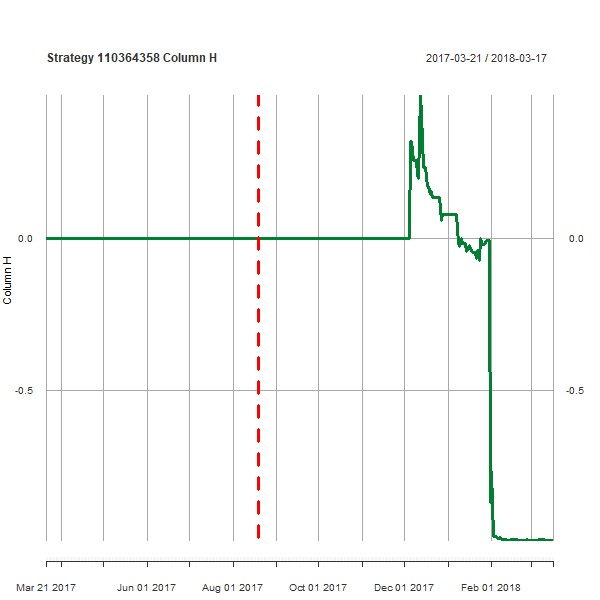 Strategy 110364358 Column H
2017-03-21 / 2018-03-17
0.0
0.0
Column H
-0.5
-0.5
Mar 21 2017
Jun 01 2017
Aug 01 2017
Oct 01 2017
Dec 01 2017
Feb 01 2018